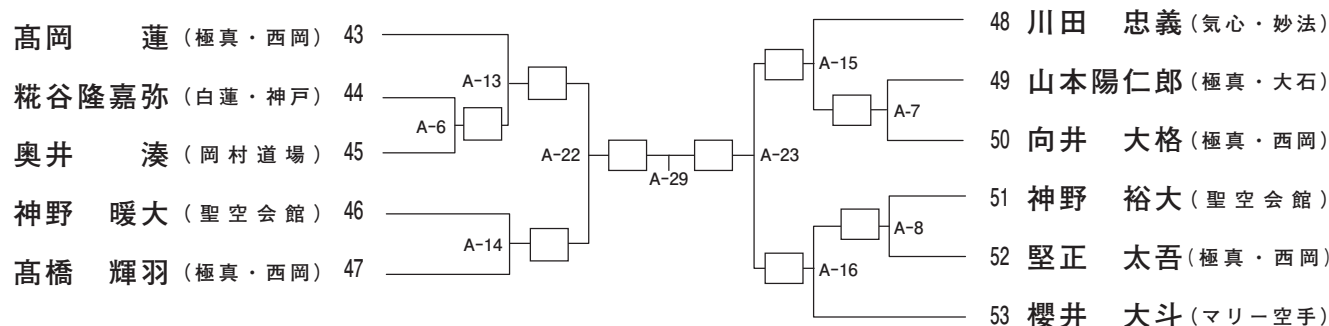 髙岡　蓮（極真・西岡） 43
糀谷隆嘉弥（白蓮・神戸） 44
奥井　湊（岡村道場） 45
神野　暖大（聖空会館） 46
髙橋　輝羽（極真・西岡） 47
A-13
A-6
A-22
A-14
A-29
A-15
A-7
A-23
A-8
A-16
48 川田　忠義（気心・妙法）
49 山本陽仁郎（極真・大石）
50 向井　大格（極真・西岡）
51 神野　裕大（聖空会館）
52 堅正　太吾（極真・西岡）
53 櫻井　大斗（マリー空手）